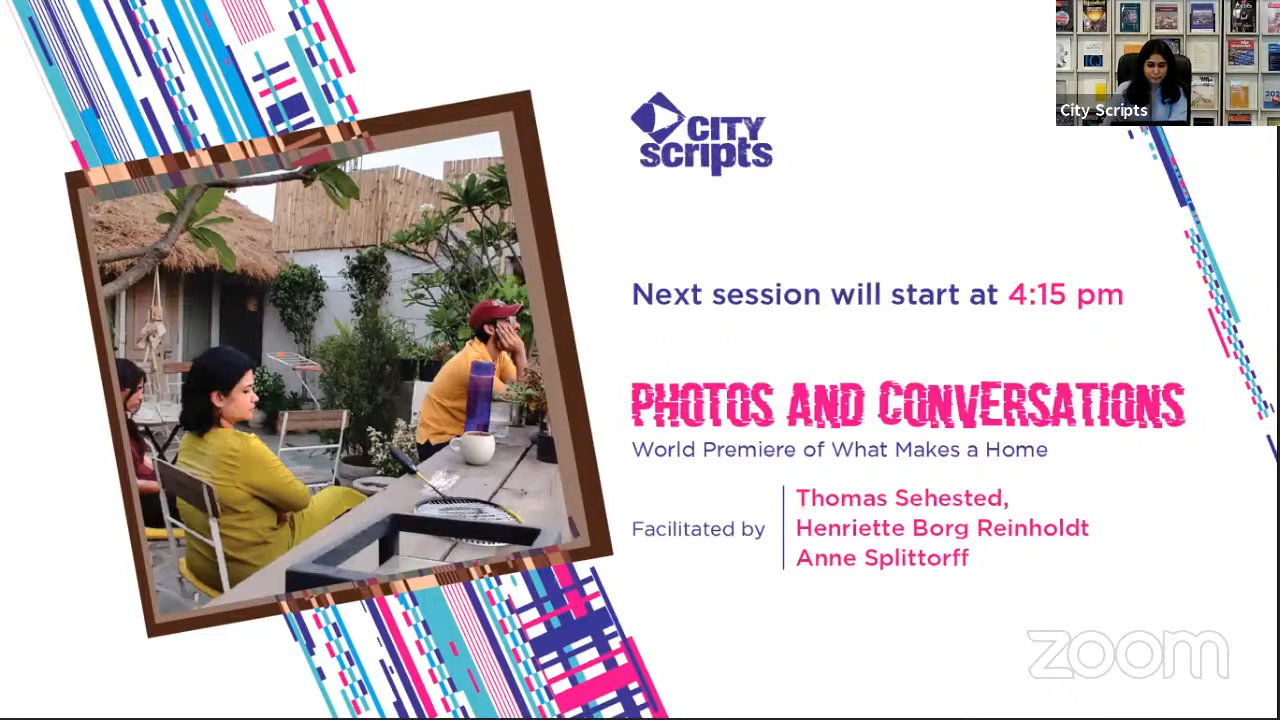 City Scripts
CITY
scripts
Next session will start at 4:15 pm
PHOTOS AND CONVERSATIONS
World Premiere of What Makes a Home
Facilitated by
Thomas Sehested,
Henriette Borg Reinholdt
Anne Splittorff
zoom